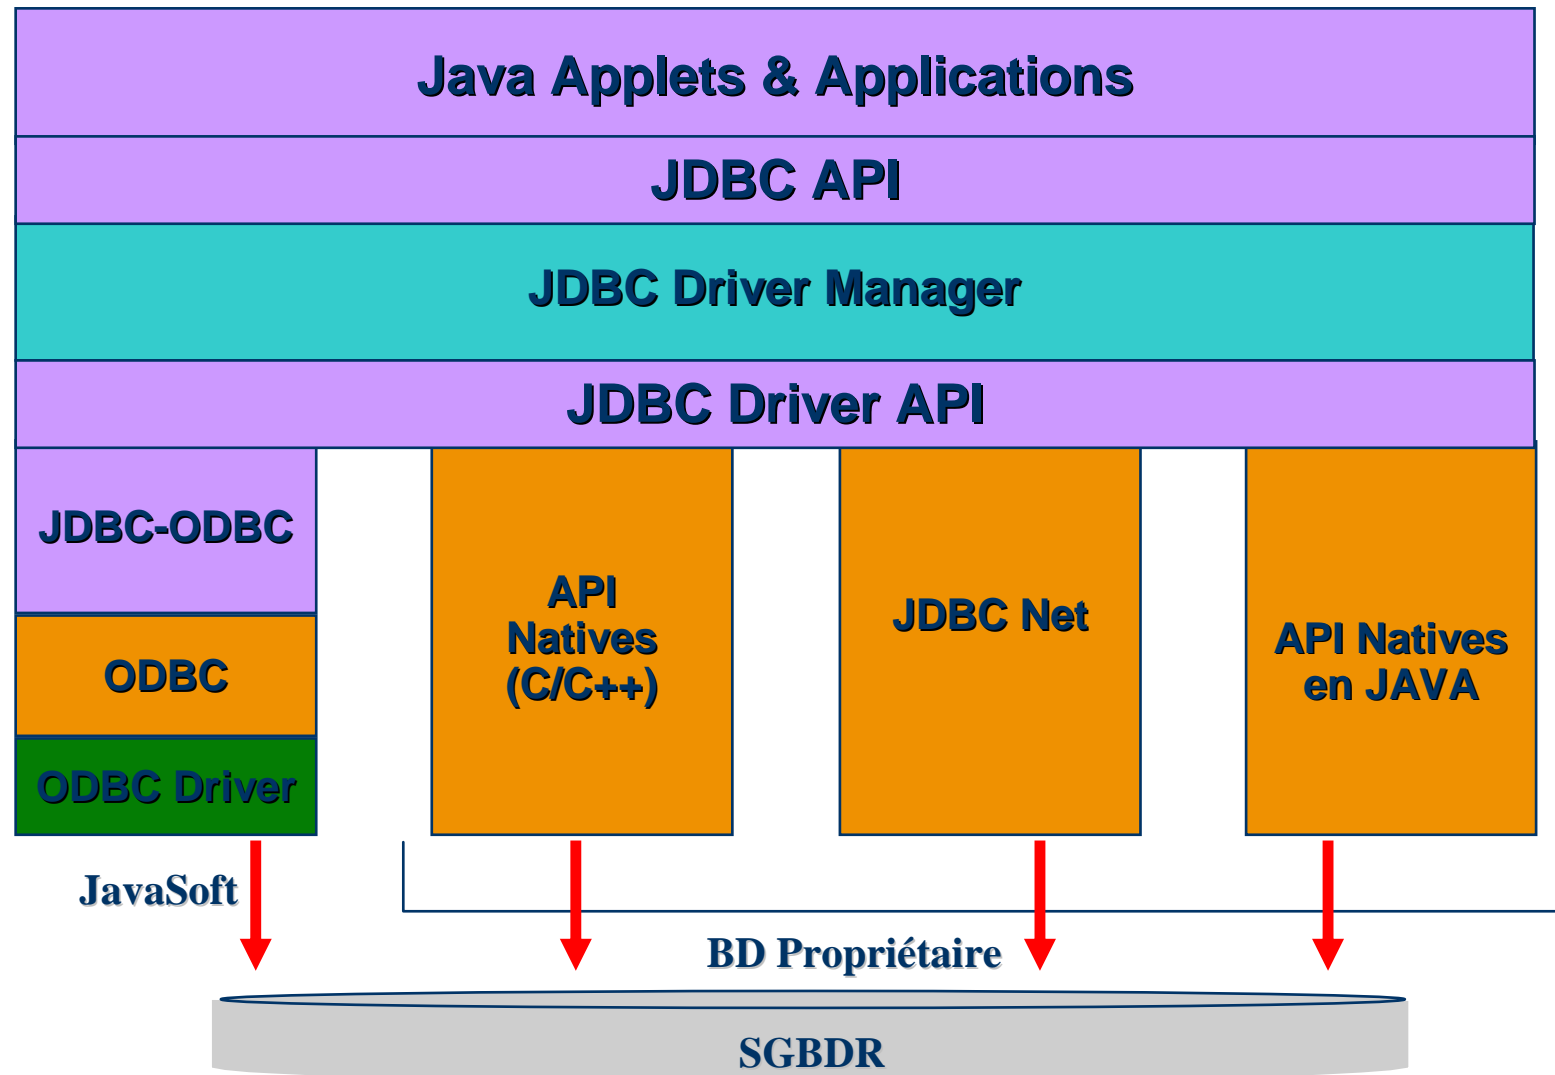 Java Applets & Applications
JDBC API
JDBC Driver Manager
JDBC Driver API
JDBC-ODBC
ODBC
ODBC Driver
API
Natives
(C/C++)
JDBC Net
API Natives
en JAVA
JavaSoft
BD Propriétaire
SGBDR